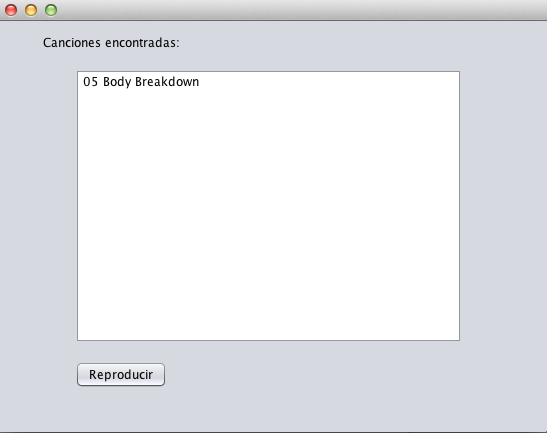 Canciones encontradas:
05 Body Breakdown
Reproducir